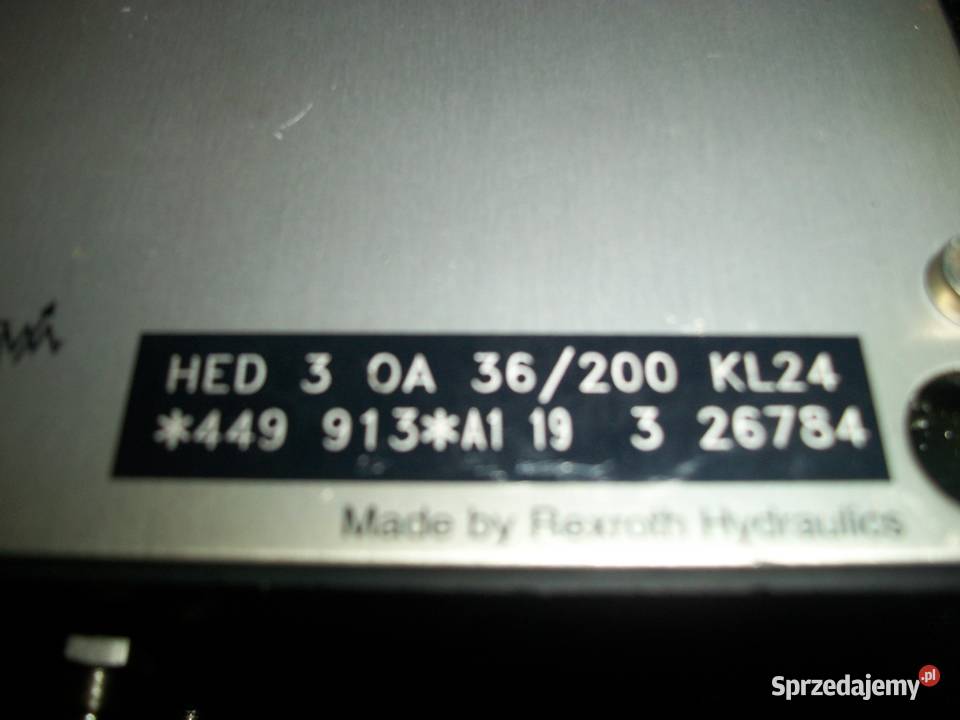 HED 3 OA 36/200 KL24
*449 913*A1 19 3 26784
Made by Rexroth Hydraulics
Sprzedajemy.pl